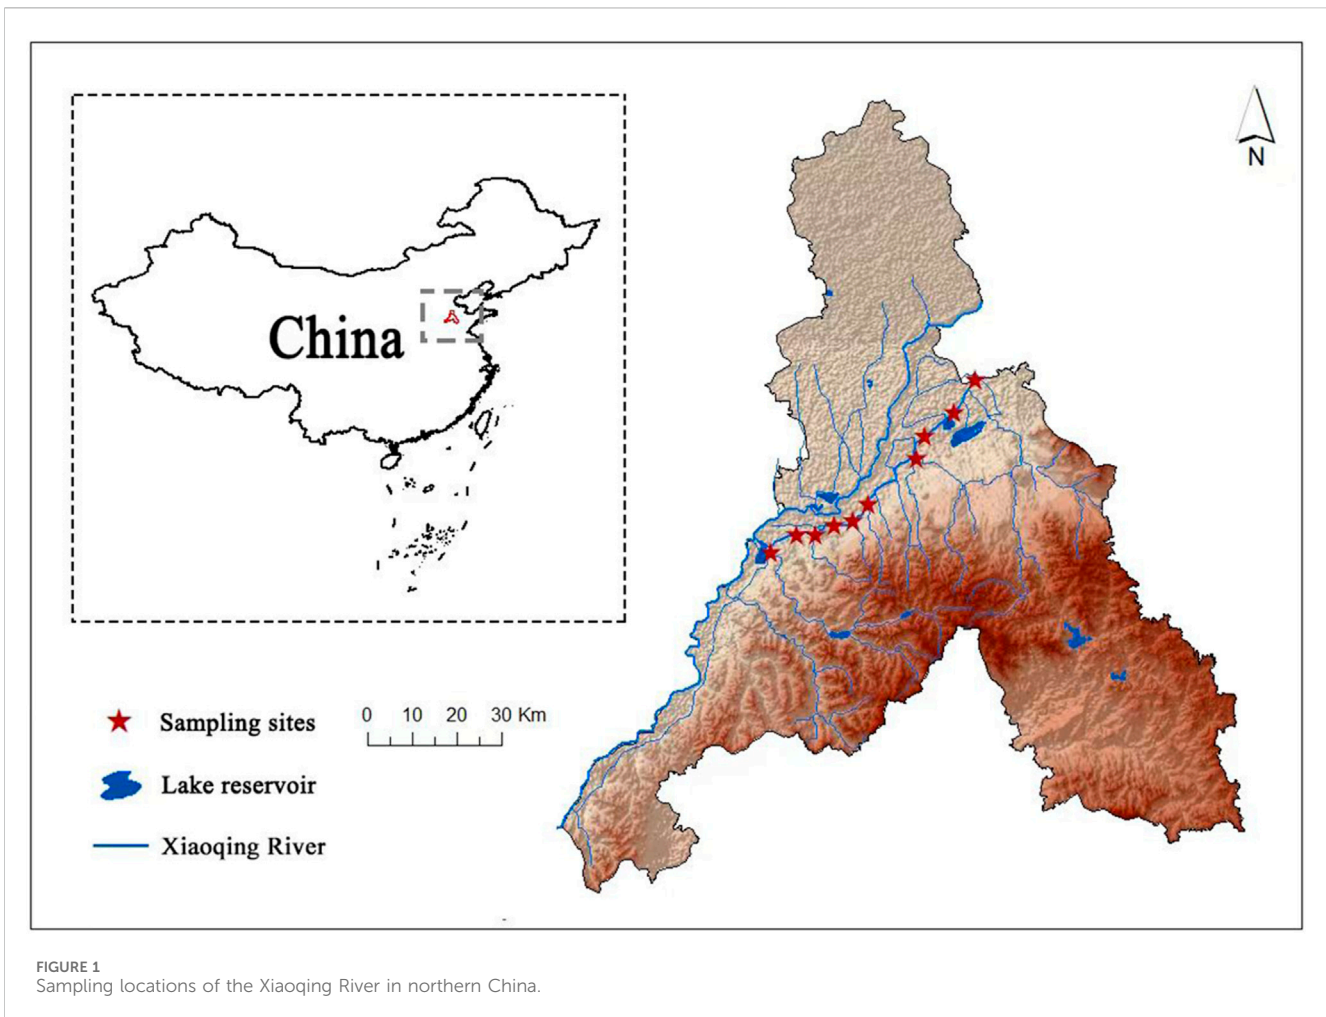 N
China
Sampling sites
Lake reservoir
Xiaoqing River
0 10 20 30 Km
FIGURE 1
Sampling locations of the Xiaoqing River in northern China.